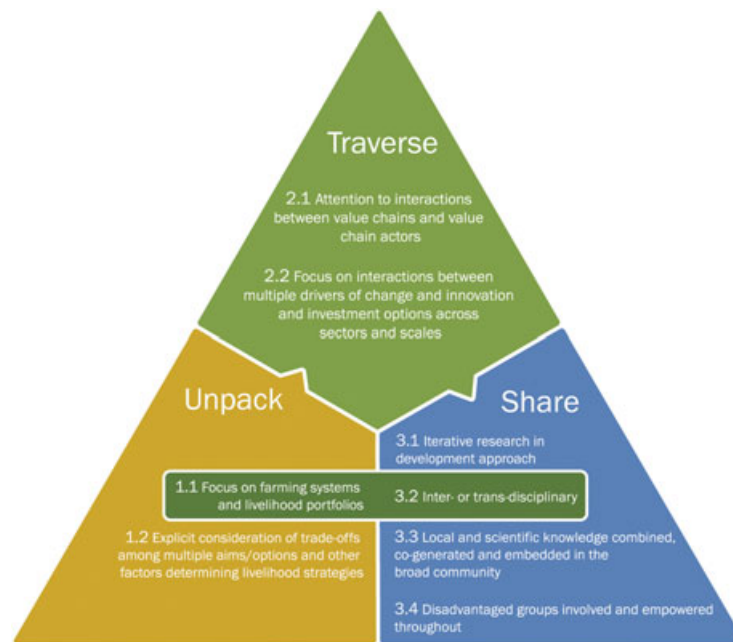 Traverse
2.1 Attention to interactions
between value chains and value
chain actors
2.2 Focus on interactions between
multiple drivers of change and innovation
and investment options across
sectors and scales
Unpack
1.1 Focus on farming systems
and livelihood portfolios
1.2 Explicit consideration of trade-offs
among multiple aims/options and other
factors determining livelihood strategies
Share
3.1 Iterative research in
development approach
3.2 Inter- or trans-disciplinary
3.3 Local and scientific knowledge combined,
co-generated and embedded in the
broad community
3.4 Disadvantaged groups involved and empowered
throughout